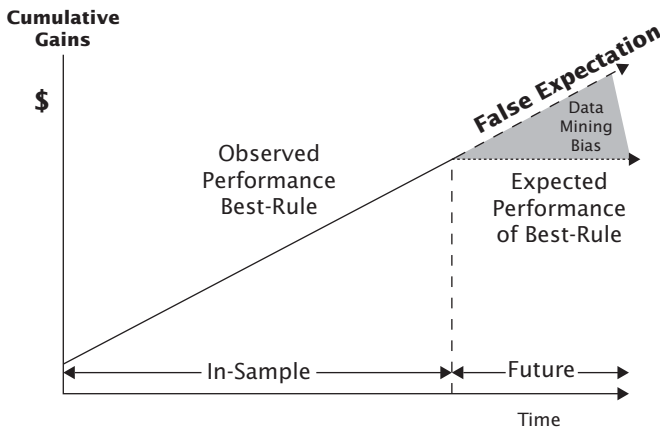 Cumulative
Gains
$
False Expectation
Data
Mining
Bias
Observed
Performance
Best-Rule
Expected
Performance
of Best-Rule
In-Sample
Future
Time